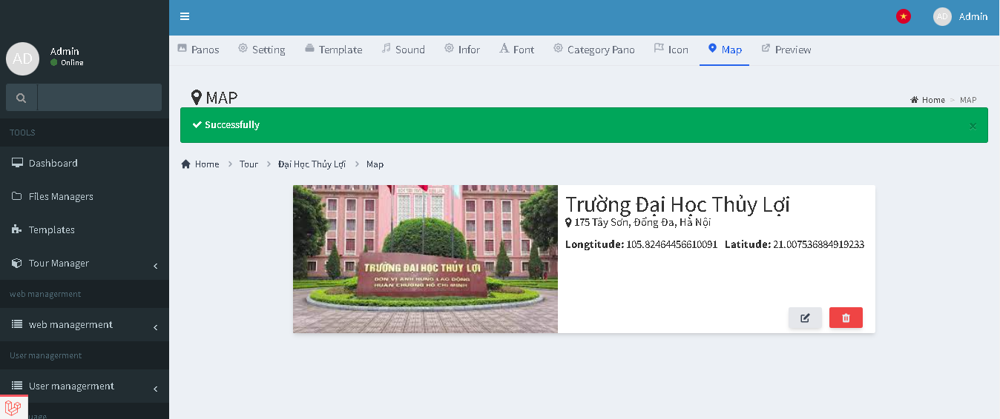 AD Admin
Panos Setting Template Sound Infor Font Category Pano Icon Map Preview
AD Admin
Online
MAP
Home > MAP
Successfully ×
TOOLS
Dashboard
Files Managers
Templates
Tour Manager
web managerment
web managerment
User managerment
User managerment
uage
Home > Tour > Đại Học Thủy Lợi > Map
TRƯỜNG ĐẠI HỌC THỦY LỢI
ĐƠN VỊ ANH HÙNG LAO ĐỘNG
HUÂN CHƯƠNG HỒ CHÍ MINH
Trường Đại Học Thủy Lợi
175 Tây Sơn, Đống Đa, Hà Nội
Longtitude: 105.82464456610091 Latitude: 21.007536884919233